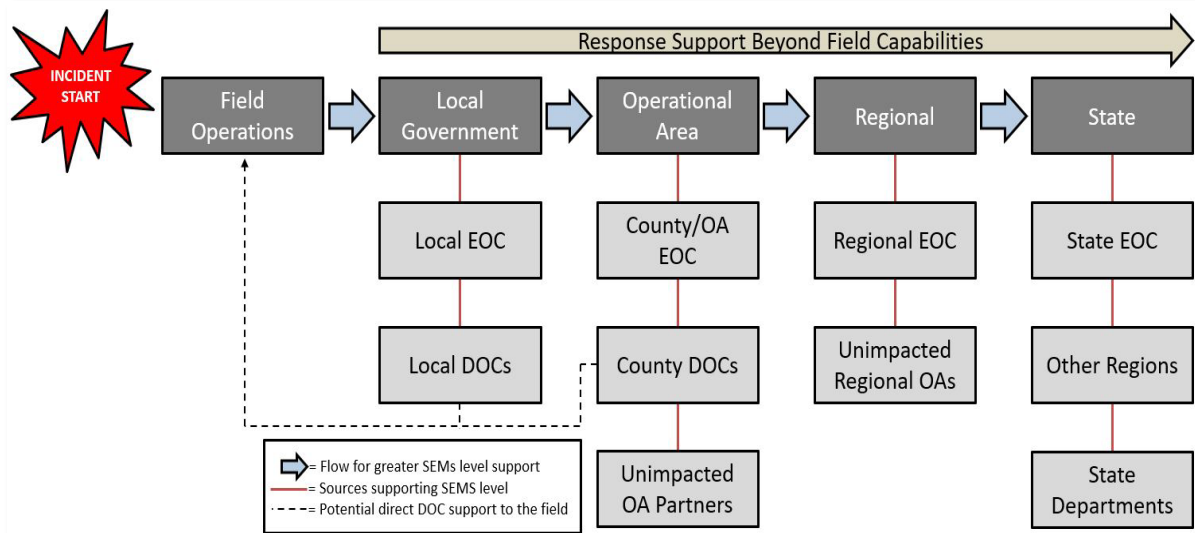 INCIDENT
START
Response Support Beyond Field Capabilities
Field
Operations
Local
Government
Operational
Area
Regional
State
Local EOC
County/OA
EOC
Regional EOC
State EOC
Local DOCs
County DOCs
Unimpacted
Regional OAs
Other Regions
Unimpacted
OA Partners
State
Departments
= Flow for greater SEMs level support
= Sources supporting SEMS level
= Potential direct DOC support to the field